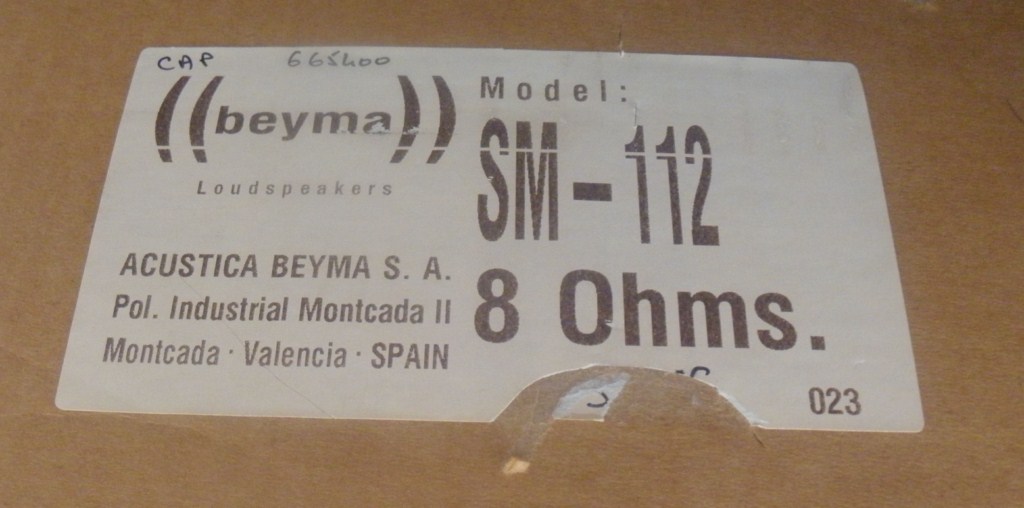 CAP 665400
((beyma))
Loudspeakers
Model:
SM-112
8 Ohms.
ACUSTICA BEYMA S. A.
Pol. Industrial Montcada II
Montcada · Valencia · SPAIN
023